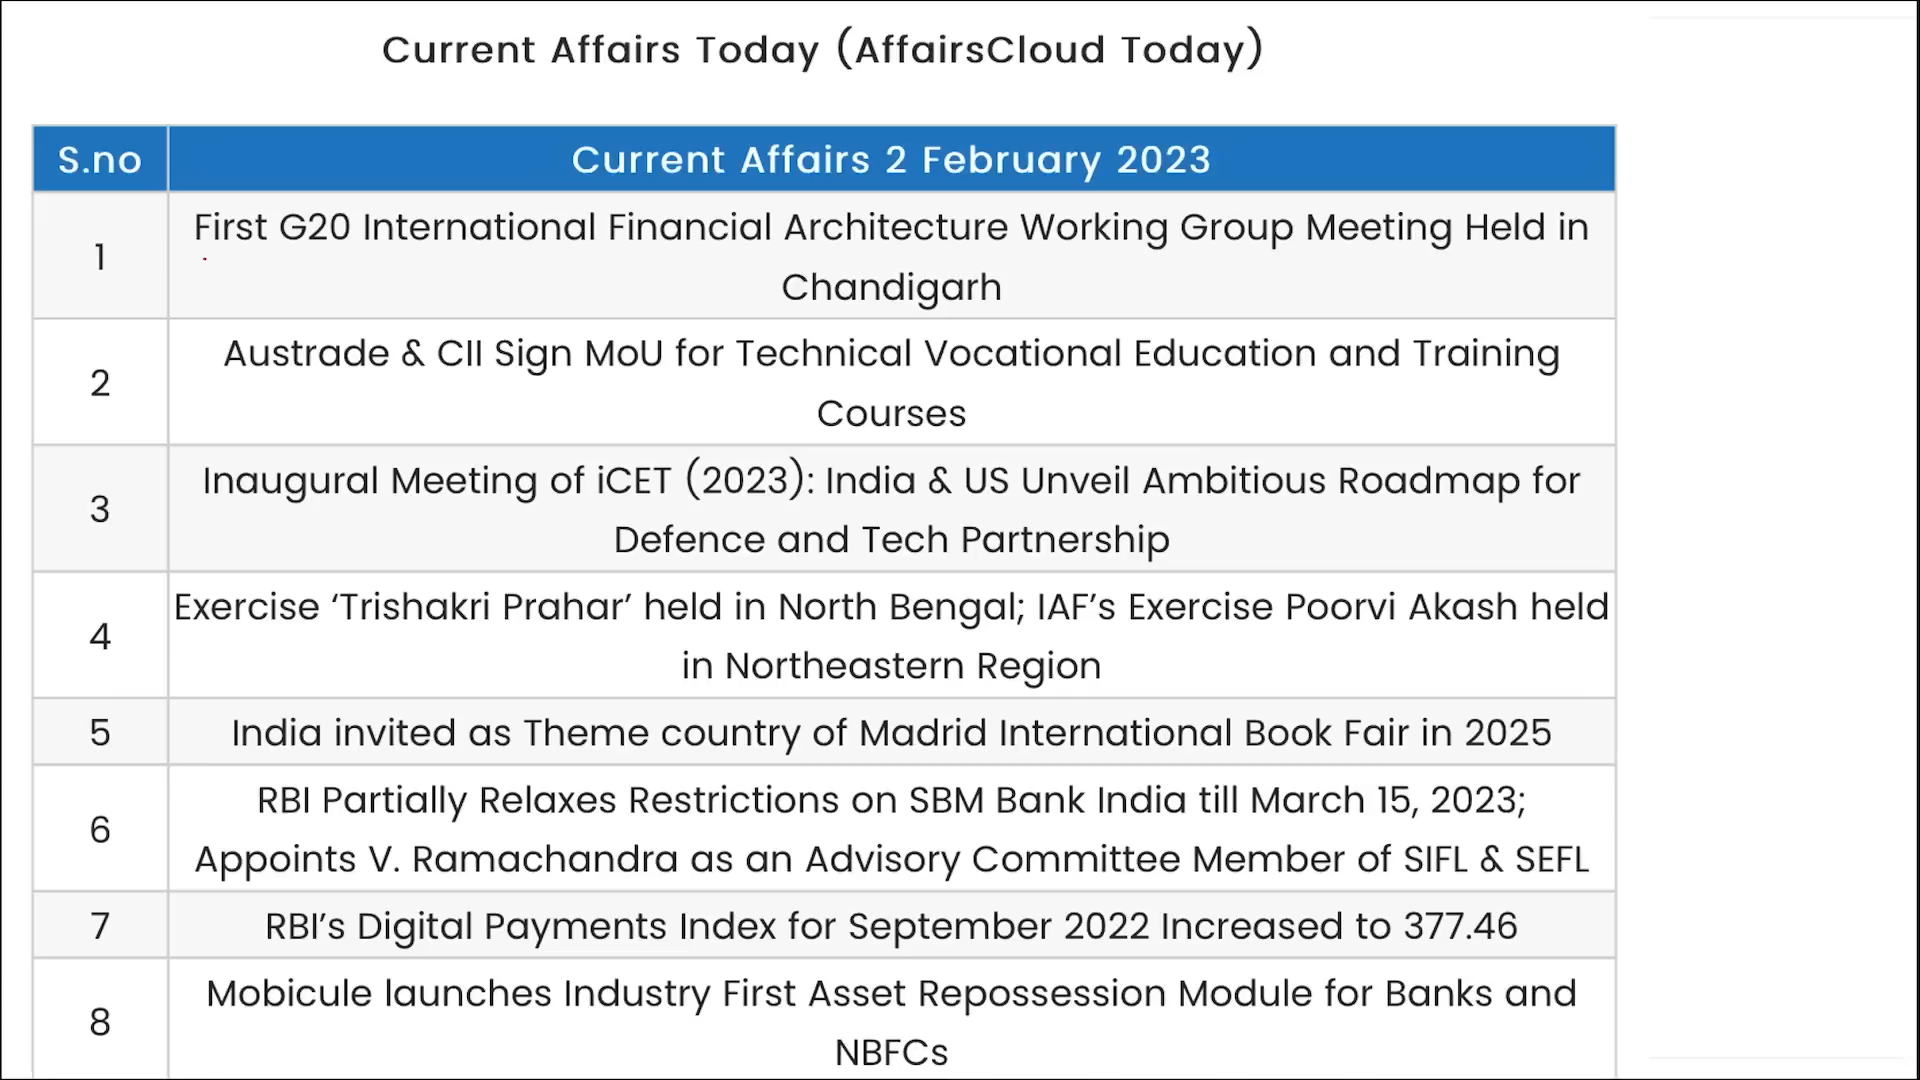 Current Affairs Today (AffairsCloud Today)
S.no
Current Affairs 2 February 2023
1
First G20 International Financial Architecture Working Group Meeting Held in
Chandigarh
2
Austrade & CII Sign MoU for Technical Vocational Education and Training
Courses
3
Inaugural Meeting of iCET (2023): India & US Unveil Ambitious Roadmap for
Defence and Tech Partnership
4
Exercise ‘Trishakri Prahar’ held in North Bengal; IAF’s Exercise Poorvi Akash held
in Northeastern Region
5
India invited as Theme country of Madrid International Book Fair in 2025
6
RBI Partially Relaxes Restrictions on SBM Bank India till March 15, 2023;
Appoints V. Ramachandra as an Advisory Committee Member of SIFL & SEFL
7
RBI’s Digital Payments Index for September 2022 Increased to 377.46
8
Mobicule launches Industry First Asset Repossession Module for Banks and
NBFCs